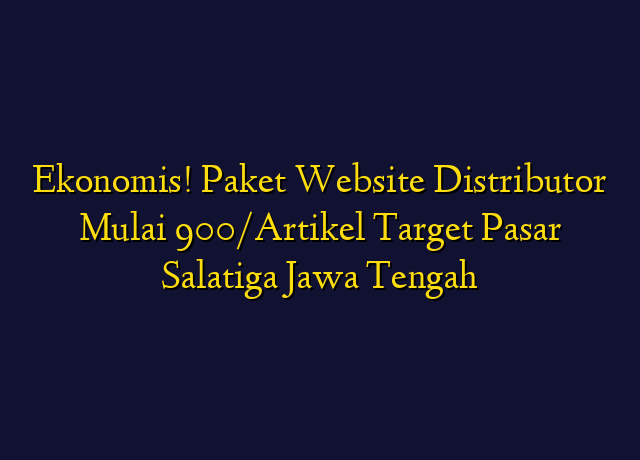 Ekonomis! Paket Website Distributor
Mulai 900/Artikel Target Pasar
Salatiga Jawa Tengah